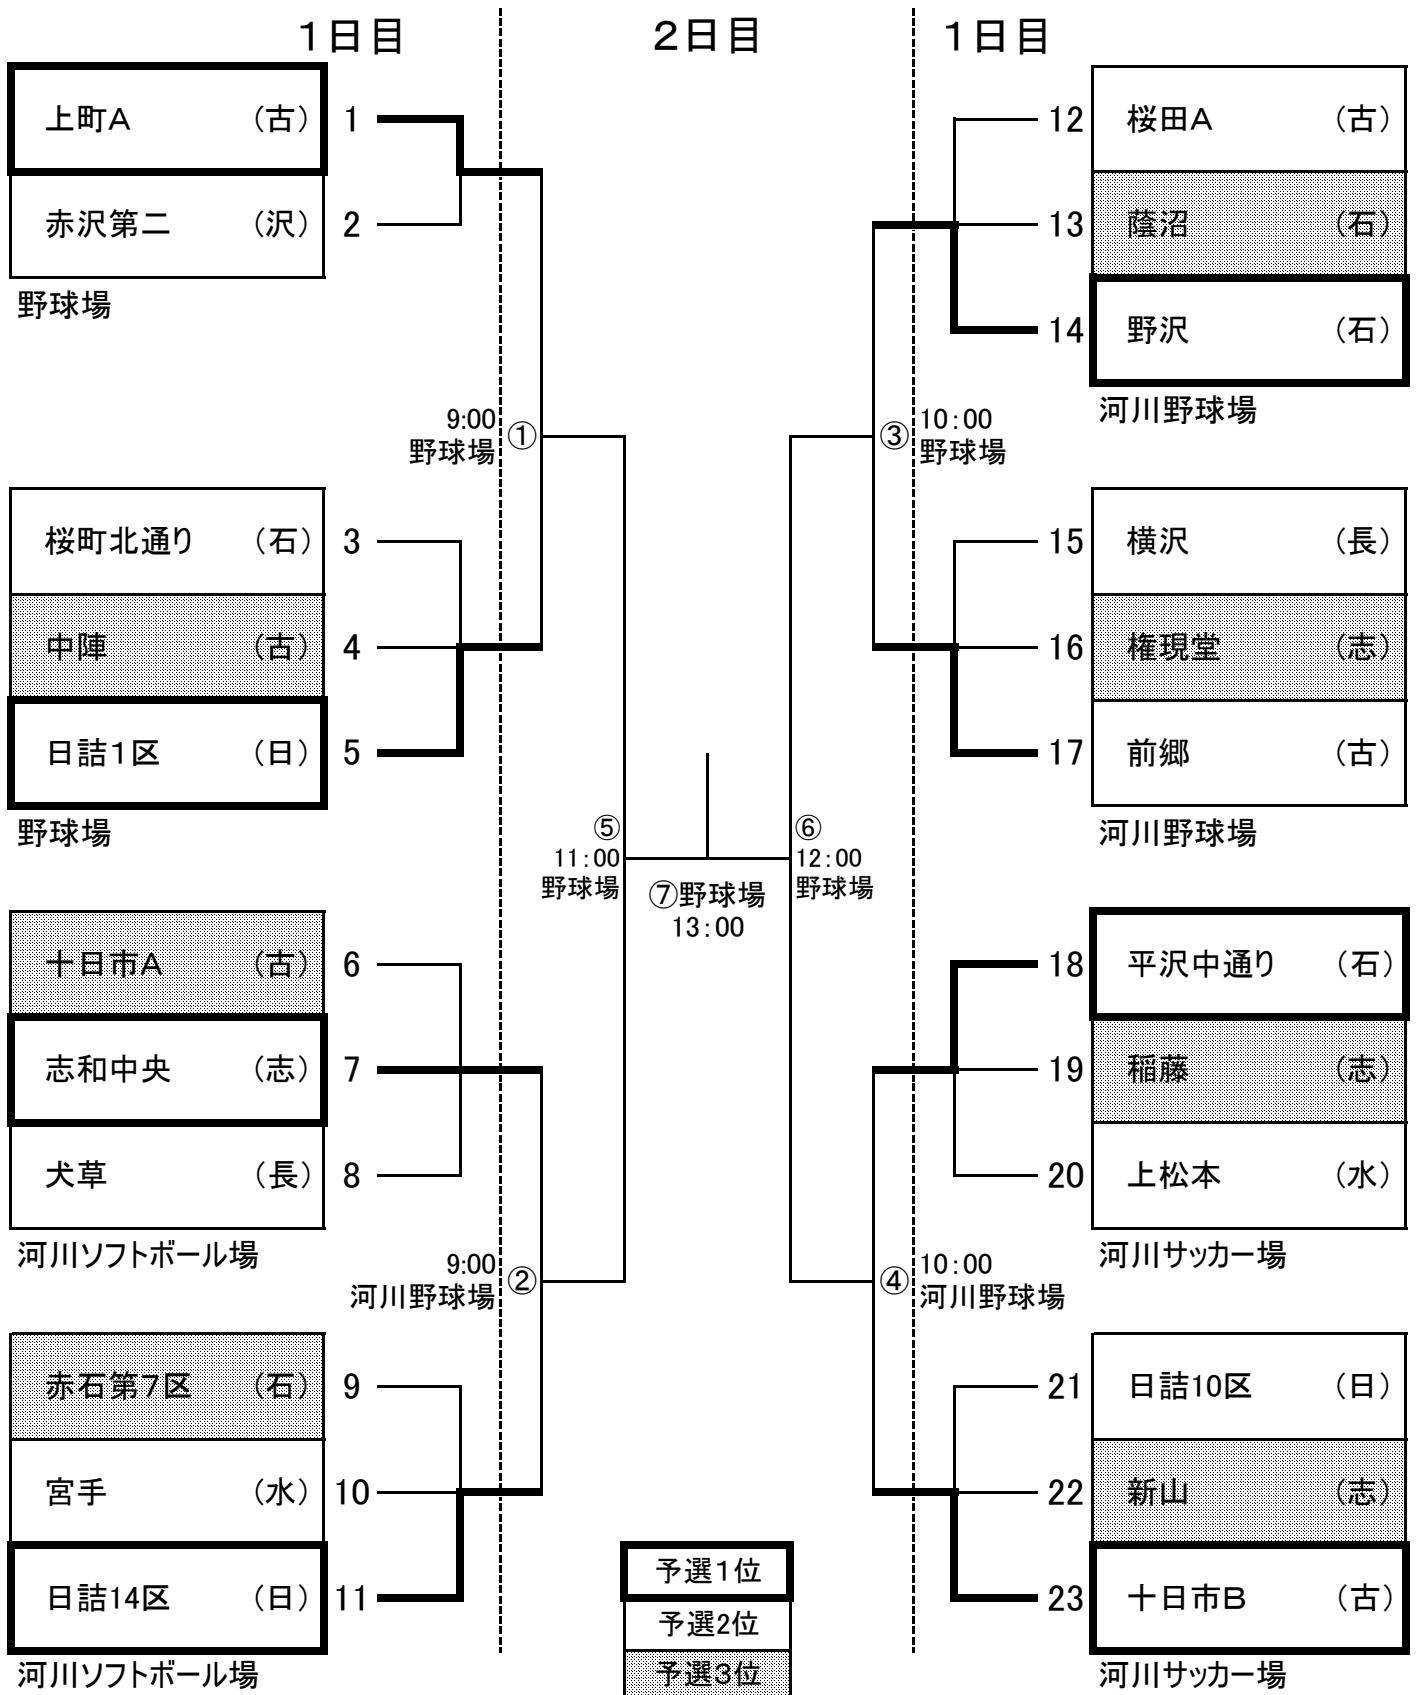 1日目
2日目
1日目
上町A （古） 1
赤沢第二 （沢） 2
野球場
9:00
野球場 ①
桜町北通り （石） 3
中陣 （古） 4
日詰1区 （日） 5
野球場
十日市A （古） 6
志和中央 （志） 7
犬草 （長） 8
河川ソフトボール場
9:00
河川野球場 ②
赤石第7区 （石） 9
宮手 （水） 10
日詰14区 （日） 11
河川ソフトボール場
⑤
11:00
野球場
⑦野球場
13:00
⑥
12:00
野球場
予選1位
予選2位
予選3位
12 桜田A （古）
13 蔭沼 （石）
14 野沢 （石）
河川野球場
③ 10:00
野球場
15 横沢 （長）
16 権現堂 （志）
17 前郷 （古）
河川野球場
18 平沢中通り （石）
19 稲藤 （志）
20 上松本 （水）
河川サッカー場
④ 10:00
河川野球場
21 日詰10区 （日）
22 新山 （志）
23 十日市B （古）
河川サッカー場